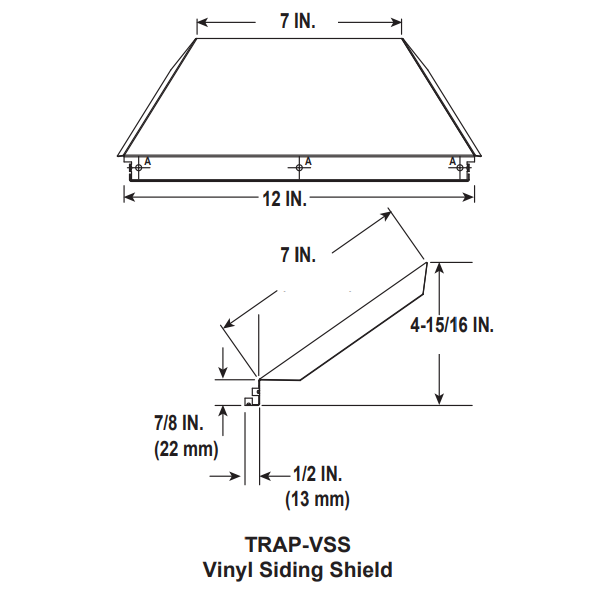 7 IN.
A A A
12 IN.
7 IN.
4-15/16 IN.
7/8 IN.
(22 mm)
1/2 IN.
(13 mm)
TRAP-VSS
Vinyl Siding Shield